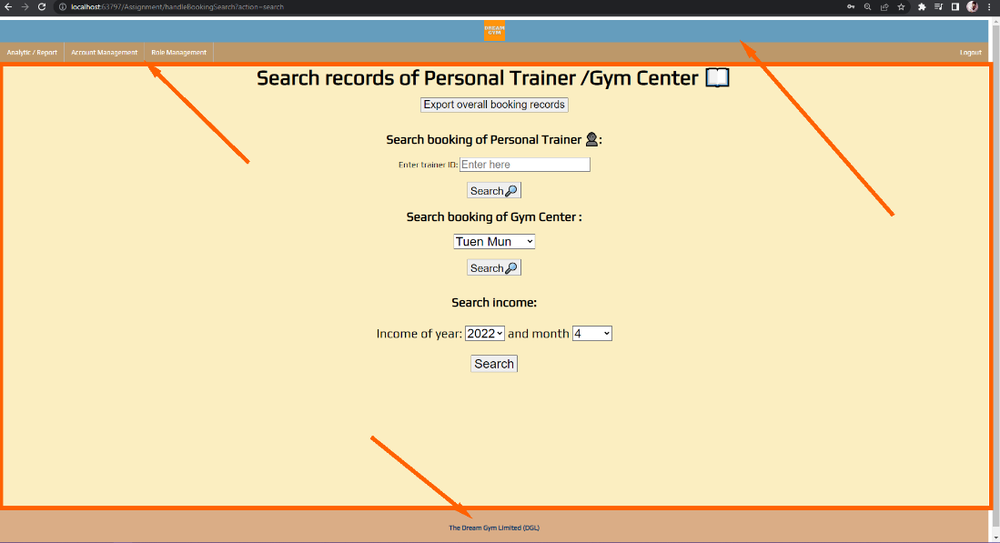 localhost:63797/Assignment/handleBookingSearch?action=search
DREAM
GYM
Analytic / Report Account Management Role Management Logout
Search records of Personal Trainer /Gym Center
Export overall booking records
Search booking of Personal Trainer :
Enter trainer ID: Enter here
Search
Search booking of Gym Center :
Tuen Mun
Search
Search income:
Income of year: 2022 and month 4
Search
The Dream Gym Limited (DGL)